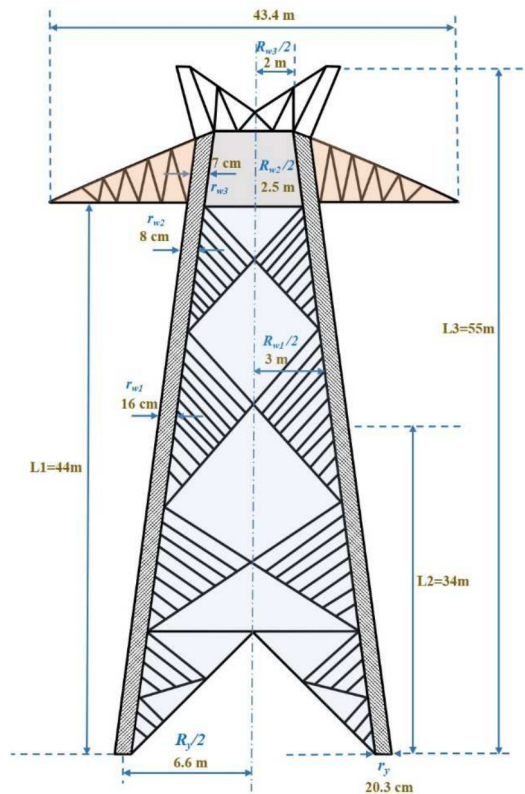 43.4 m
R_w3/2
2 m
7 cm
r_w3
R_w2/2
2.5 m
r_w2
8 cm
L3=55m
R_w1/2
3 m
r_w1
16 cm
L1=44m
L2=34m
R_y/2
6.6 m
r_y
20.3 cm